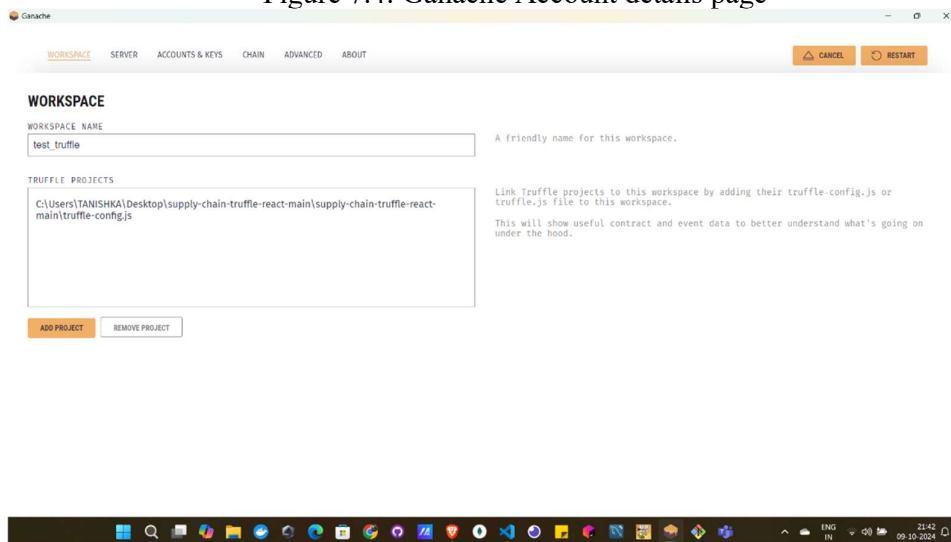 Figure 7.4: Ganache Account details page
Ganache
WORKSPACE SERVER ACCOUNTS & KEYS CHAIN ADVANCED ABOUT CANCEL RESTART
WORKSPACE
WORKSPACE NAME
test_truffle
A friendly name for this workspace.
TRUFFLE PROJECTS
C:\Users\TANISHKA\Desktop\supply-chain-truffle-react-main\supply-chain-truffle-react-
main\truffle-config.js
Link Truffle projects to this workspace by adding their truffle-config.js or
truffle.js file to this workspace.
This will show useful contract and event data to better understand what's going on
under the hood.
ADD PROJECT REMOVE PROJECT
ENG
IN
21:42
09-10-2024